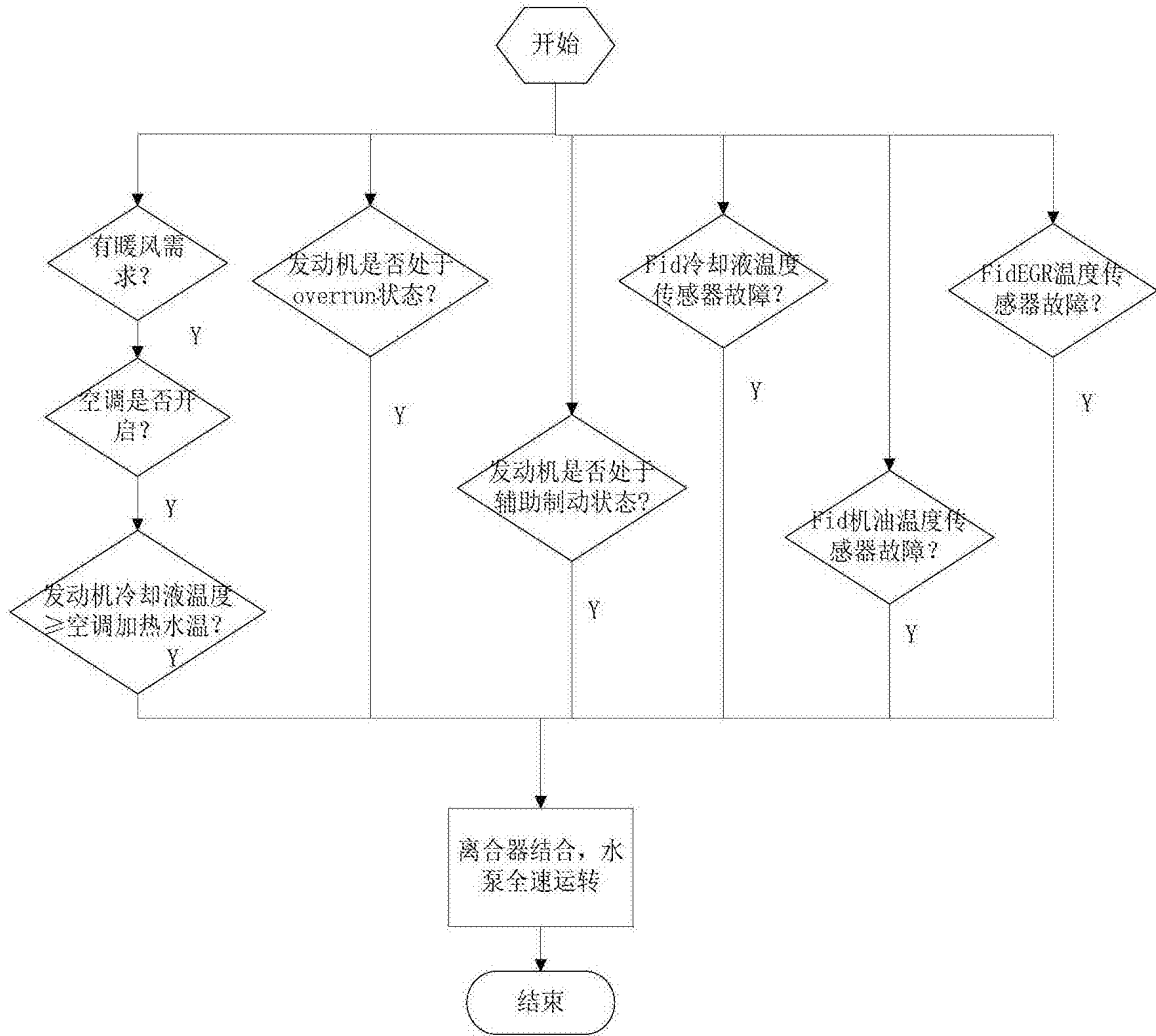 开始
有暖风需
求?
Y
空调是否开
启?
Y
发动机冷却液温度
≥空调加热水温?
Y
发动机是否处于
overrun状态?
Y
发动机是否处于
辅助制动状态?
Y
Fid冷却液温度
传感器故障?
Y
Fid机油温度传
感器故障?
Y
FidEGR温度传
感器故障?
Y
离合器结合，水
泵全速运转
结束